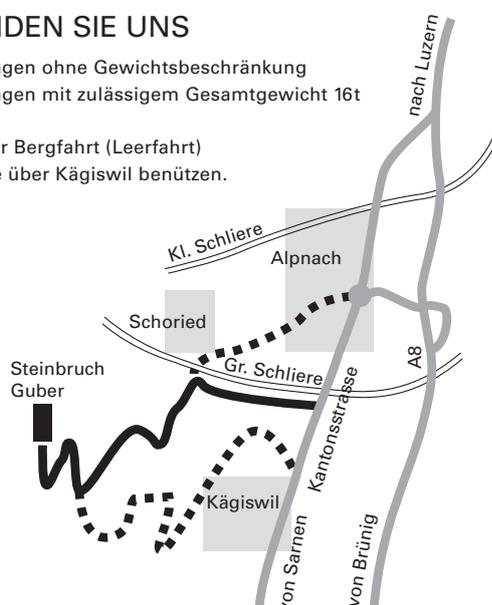 NDEN SIE UNS
gen ohne Gewichtsbeschränkung
gen mit zulässigem Gesamtgewicht 16t
r Bergfahrt (Leerfahrt)
e über Kägiswil benützen.
nach Luzern
Kl. Schliere
Alpnach
Schoried
Gr. Schliere
A8
Steinbruch
Guber
Kantonsstrasse
Kägiswil
von Sarnen
von Brünig